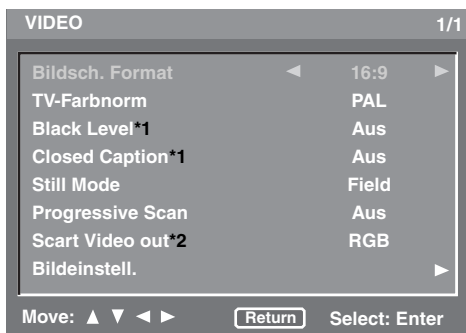 VIDEO 1/1
Bildsch. Format ◀ 16:9 ▶
TV-Farbnorm PAL
Black Level*1 Aus
Closed Caption*1 Aus
Still Mode Field
Progressive Scan Aus
Scart Video out*2 RGB
Bildeinstell. ▶
Move: ▲ ▼ ◀ ▶ Return Select: Enter